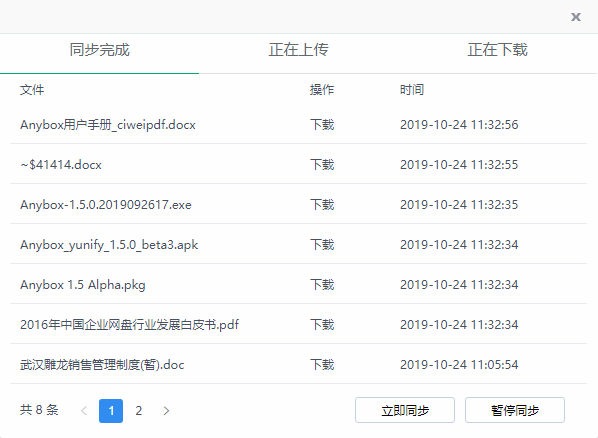 x
同步完成 正在上传 正在下载
文件 操作 时间
Anybox用户手册_ciweipdf.docx 下载 2019-10-24 11:32:56
~$41414.docx 下载 2019-10-24 11:32:55
Anybox-1.5.0.2019092617.exe 下载 2019-10-24 11:32:35
Anybox_yunify_1.5.0_beta3.apk 下载 2019-10-24 11:32:34
Anybox 1.5 Alpha.pkg 下载 2019-10-24 11:32:34
2016年中国企业网盘行业发展白皮书.pdf 下载 2019-10-24 11:32:34
武汉雕龙销售管理制度(暂).doc 下载 2019-10-24 11:05:54
共 8 条 < 1 2 > 立即同步 暂停同步